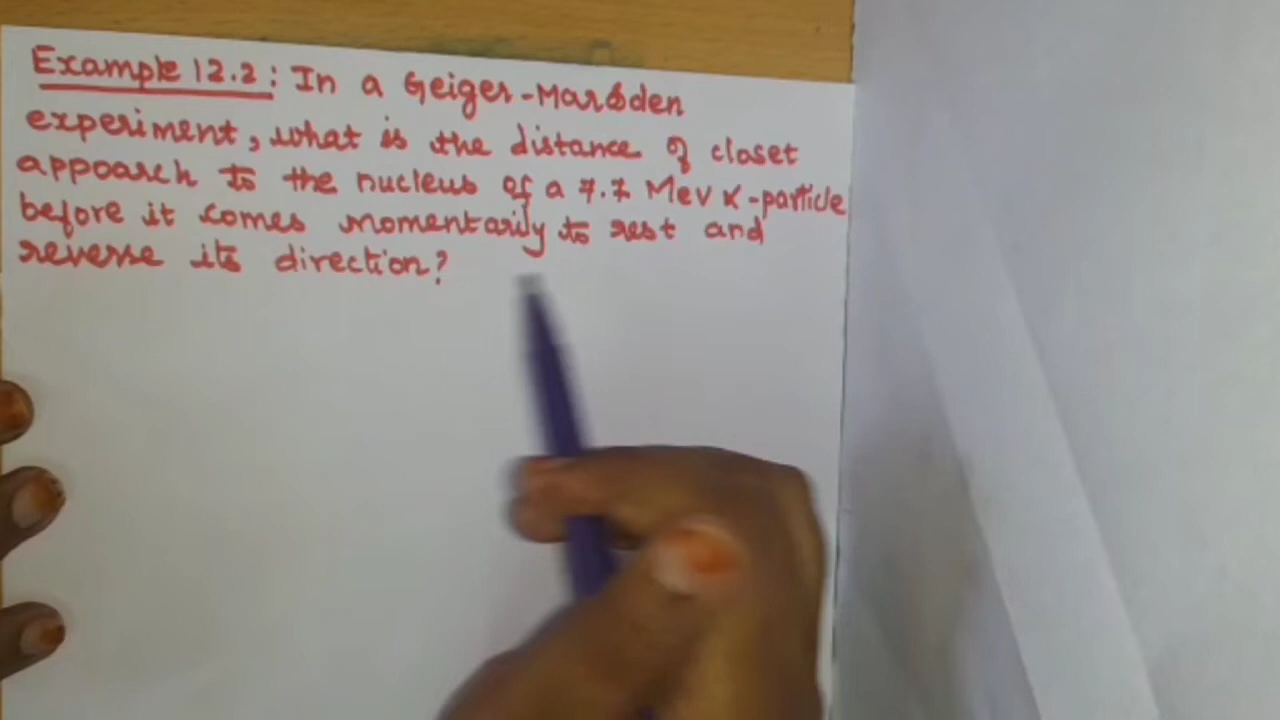 Example 12.2: In a Geiger-Marsden
experiment, what is the distance of closet
appoarch to the nucleus of a 7.7 Mev α-particle
before it comes momentarily to rest and
reverse its direction?